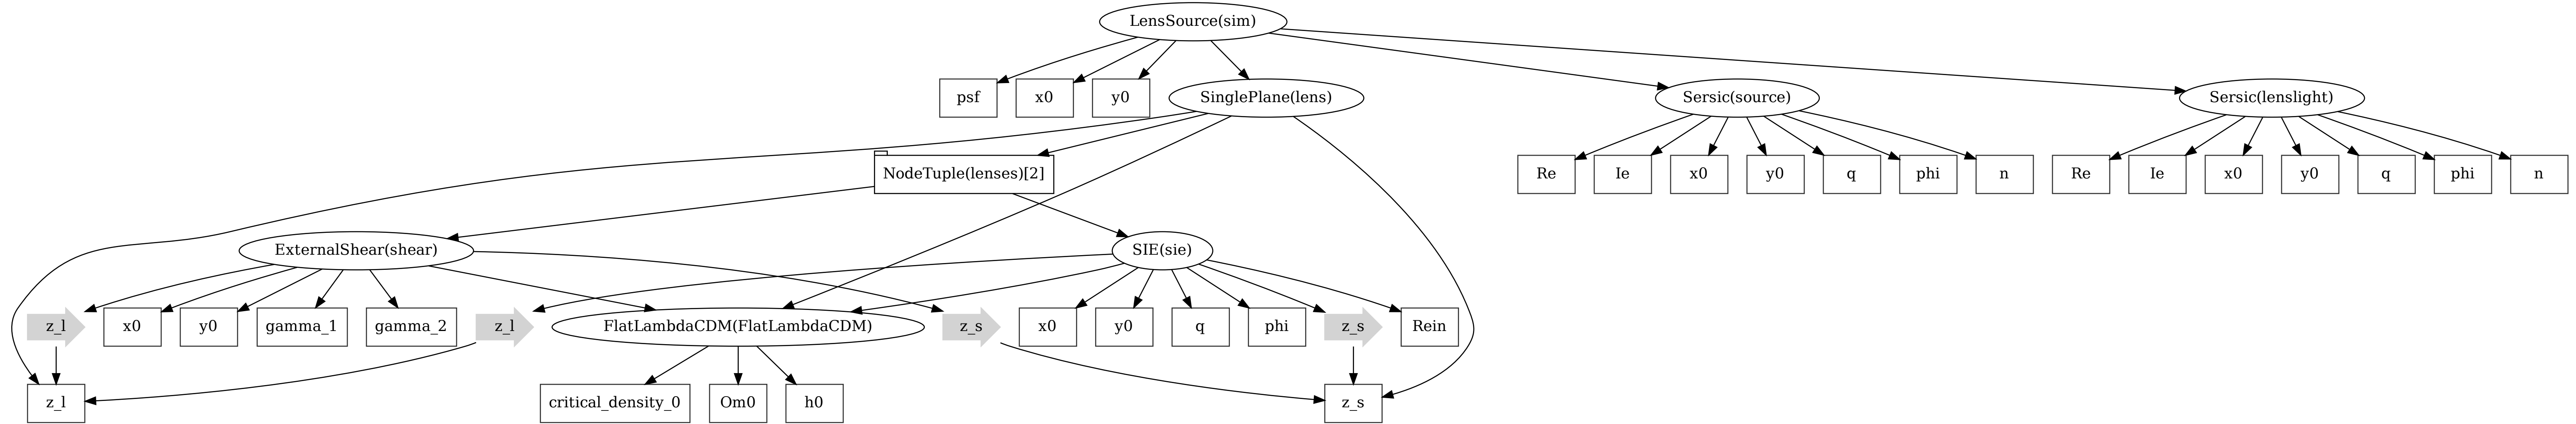 LensSource(sim)
psf
x0
y0
SinglePlane(lens)
Sersic(source)
Sersic(lenslight)
NodeTuple(lenses)[2]
Re
Ie
x0
y0
q
phi
n
Re
Ie
x0
y0
q
phi
n
ExternalShear(shear)
SIE(sie)
z_l
x0
y0
gamma_1
gamma_2
z_l
FlatLambdaCDM(FlatLambdaCDM)
z_s
x0
y0
q
phi
z_s
Rein
z_l
critical_density_0
Om0
h0
z_s